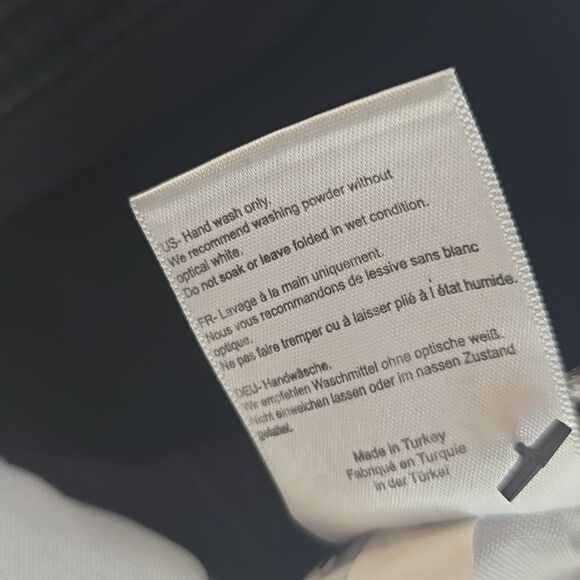 US- Hand wash only.
We recommend washing powder without
optical white.
Do not soak or leave folded in wet condition.
FR- Lavage à la main uniquement.
Nous vous recommandons de lessive sans blanc
optique.
Ne pas faire tremper ou à laisser plié à l´état humide.
DEU- Handwäsche.
Wir empfehlen Waschmittel ohne optische weiß.
Nicht einweichen lassen oder im nassen Zustand
gefaltet.
Made in Turkey
Fabriqué en Turquie
in der Türkei